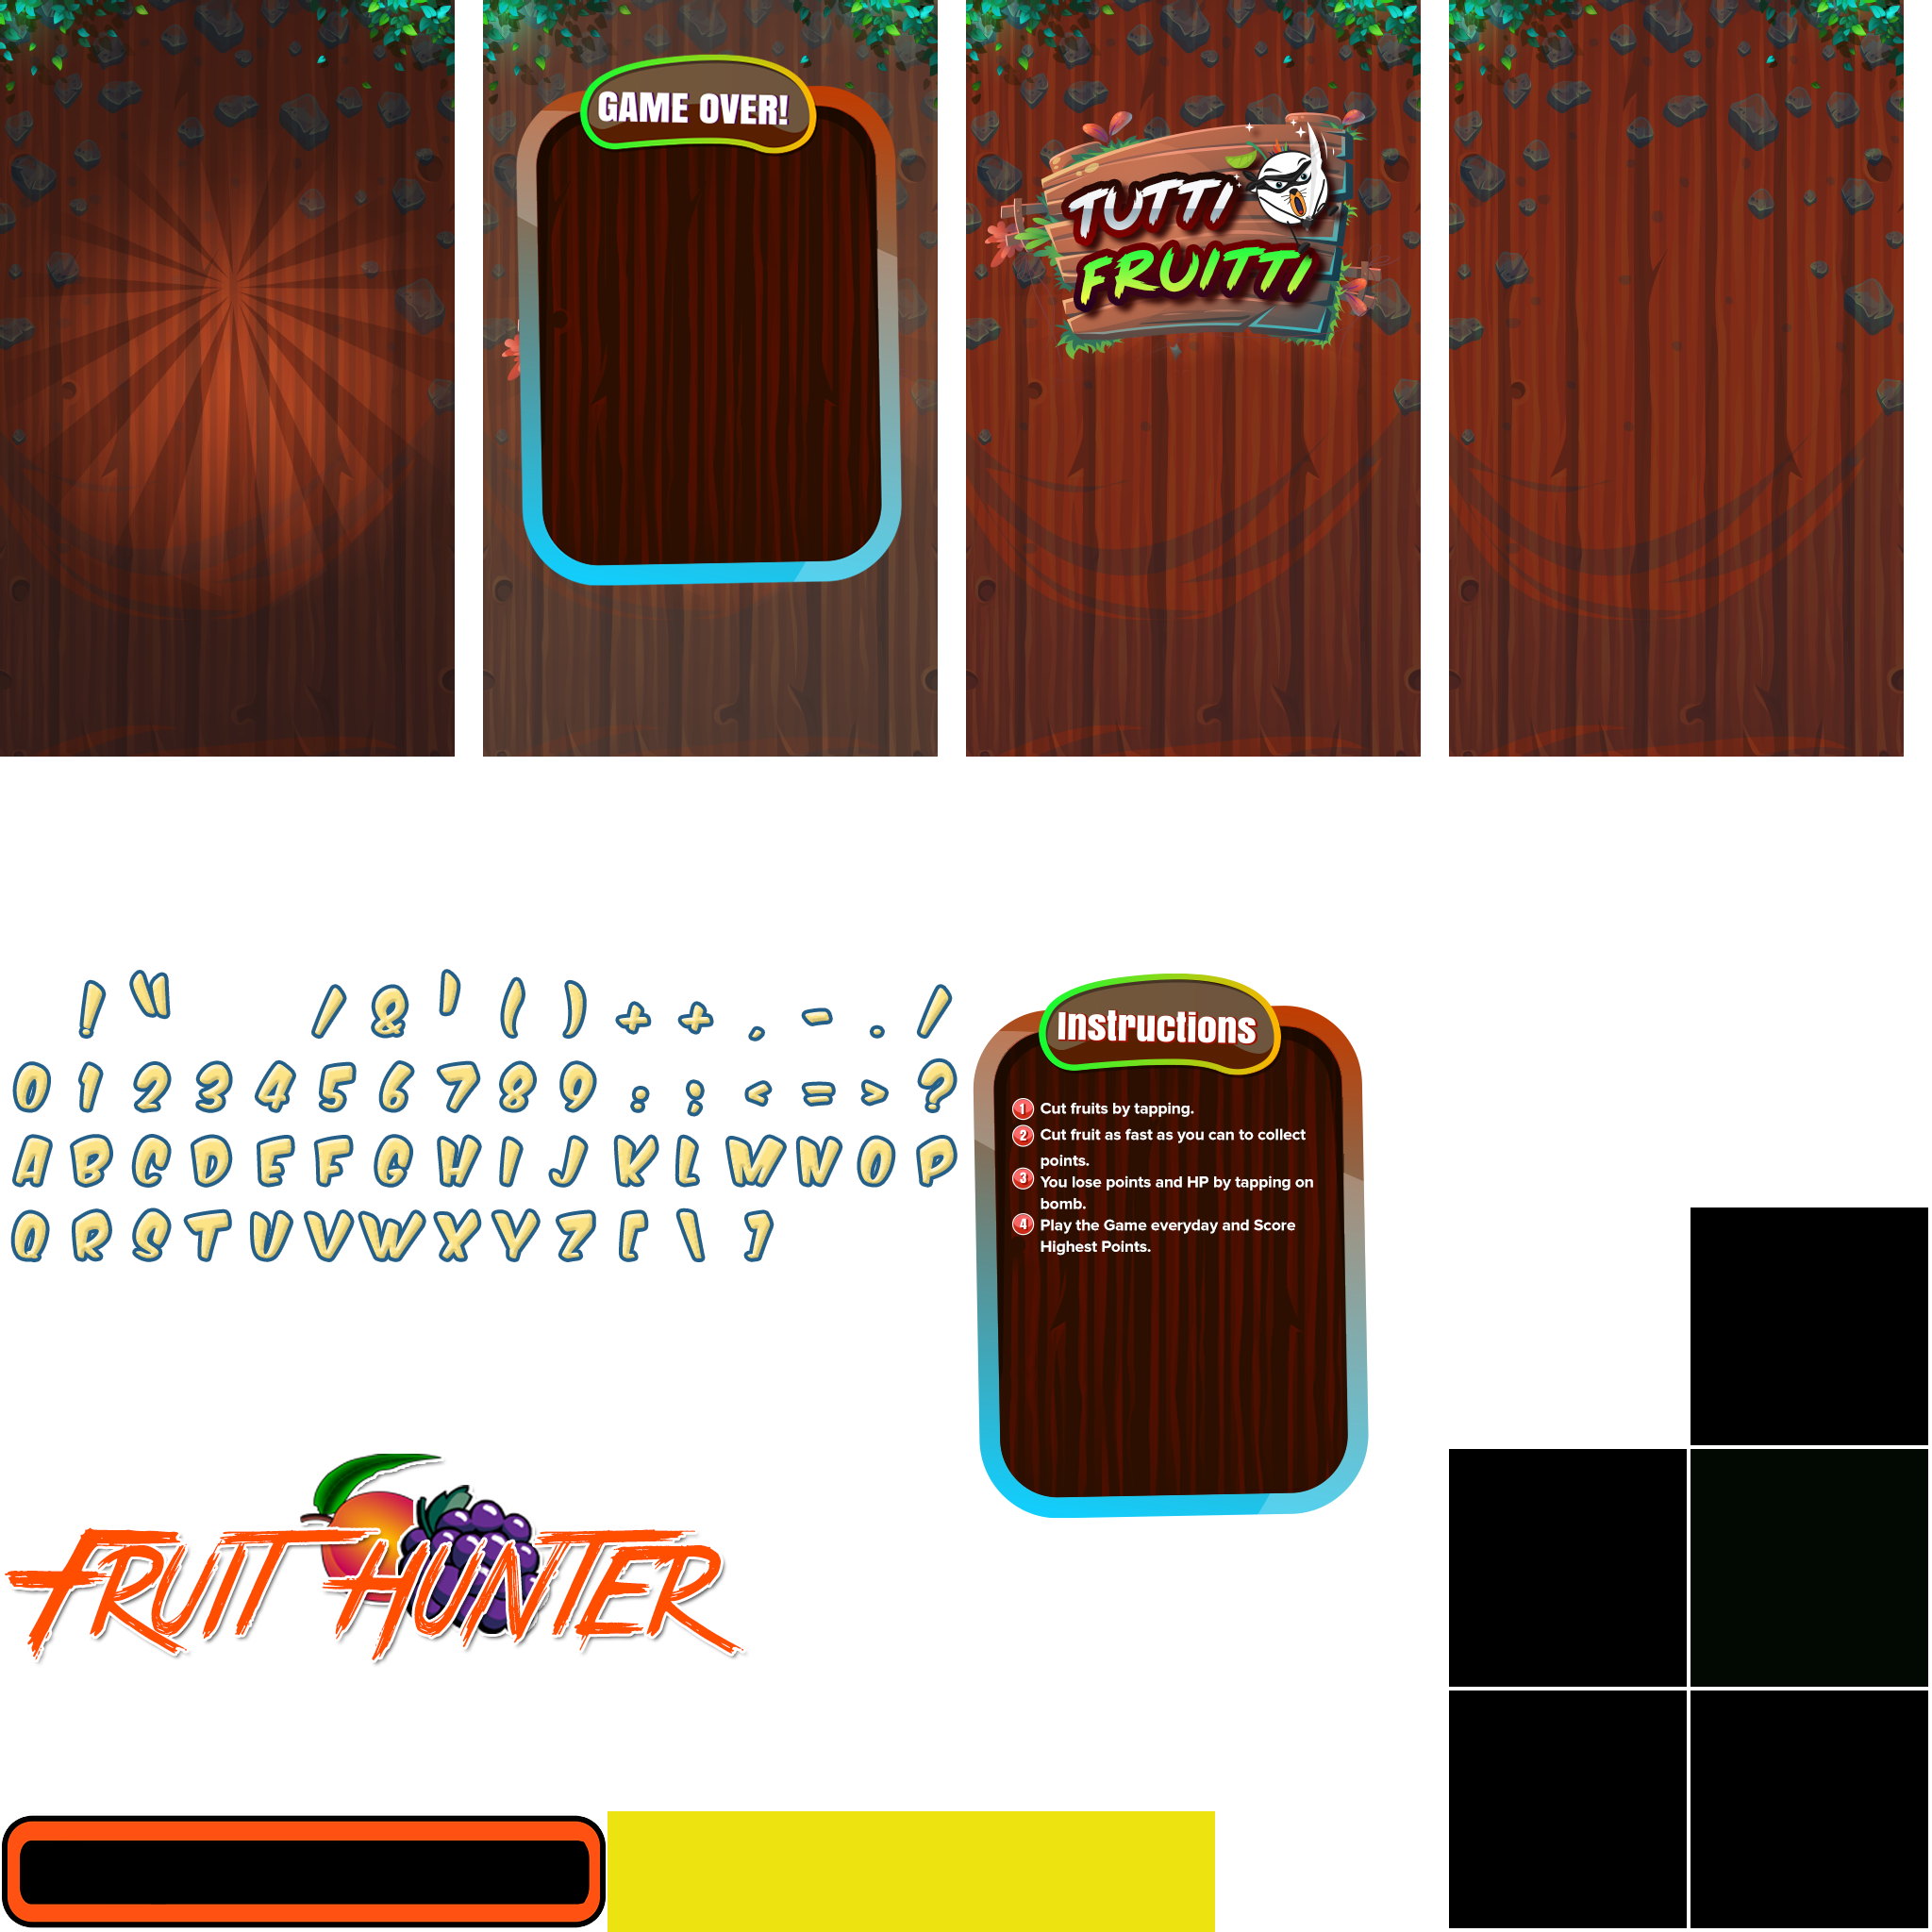 GAME OVER!
TUTTI
FRUITTI
! " / & ' ( ) + + , - . /
0 1 2 3 4 5 6 7 8 9 : ; < = > ?
A B C D E F G H I J K L M N O P
Q R S T U V W X Y Z [ \ ]
Instructions
1 Cut fruits by tapping.
2 Cut fruit as fast as you can to collect
points.
3 You lose points and HP by tapping on
bomb.
4 Play the Game everyday and Score
Highest Points.
FRUIT HUNTER